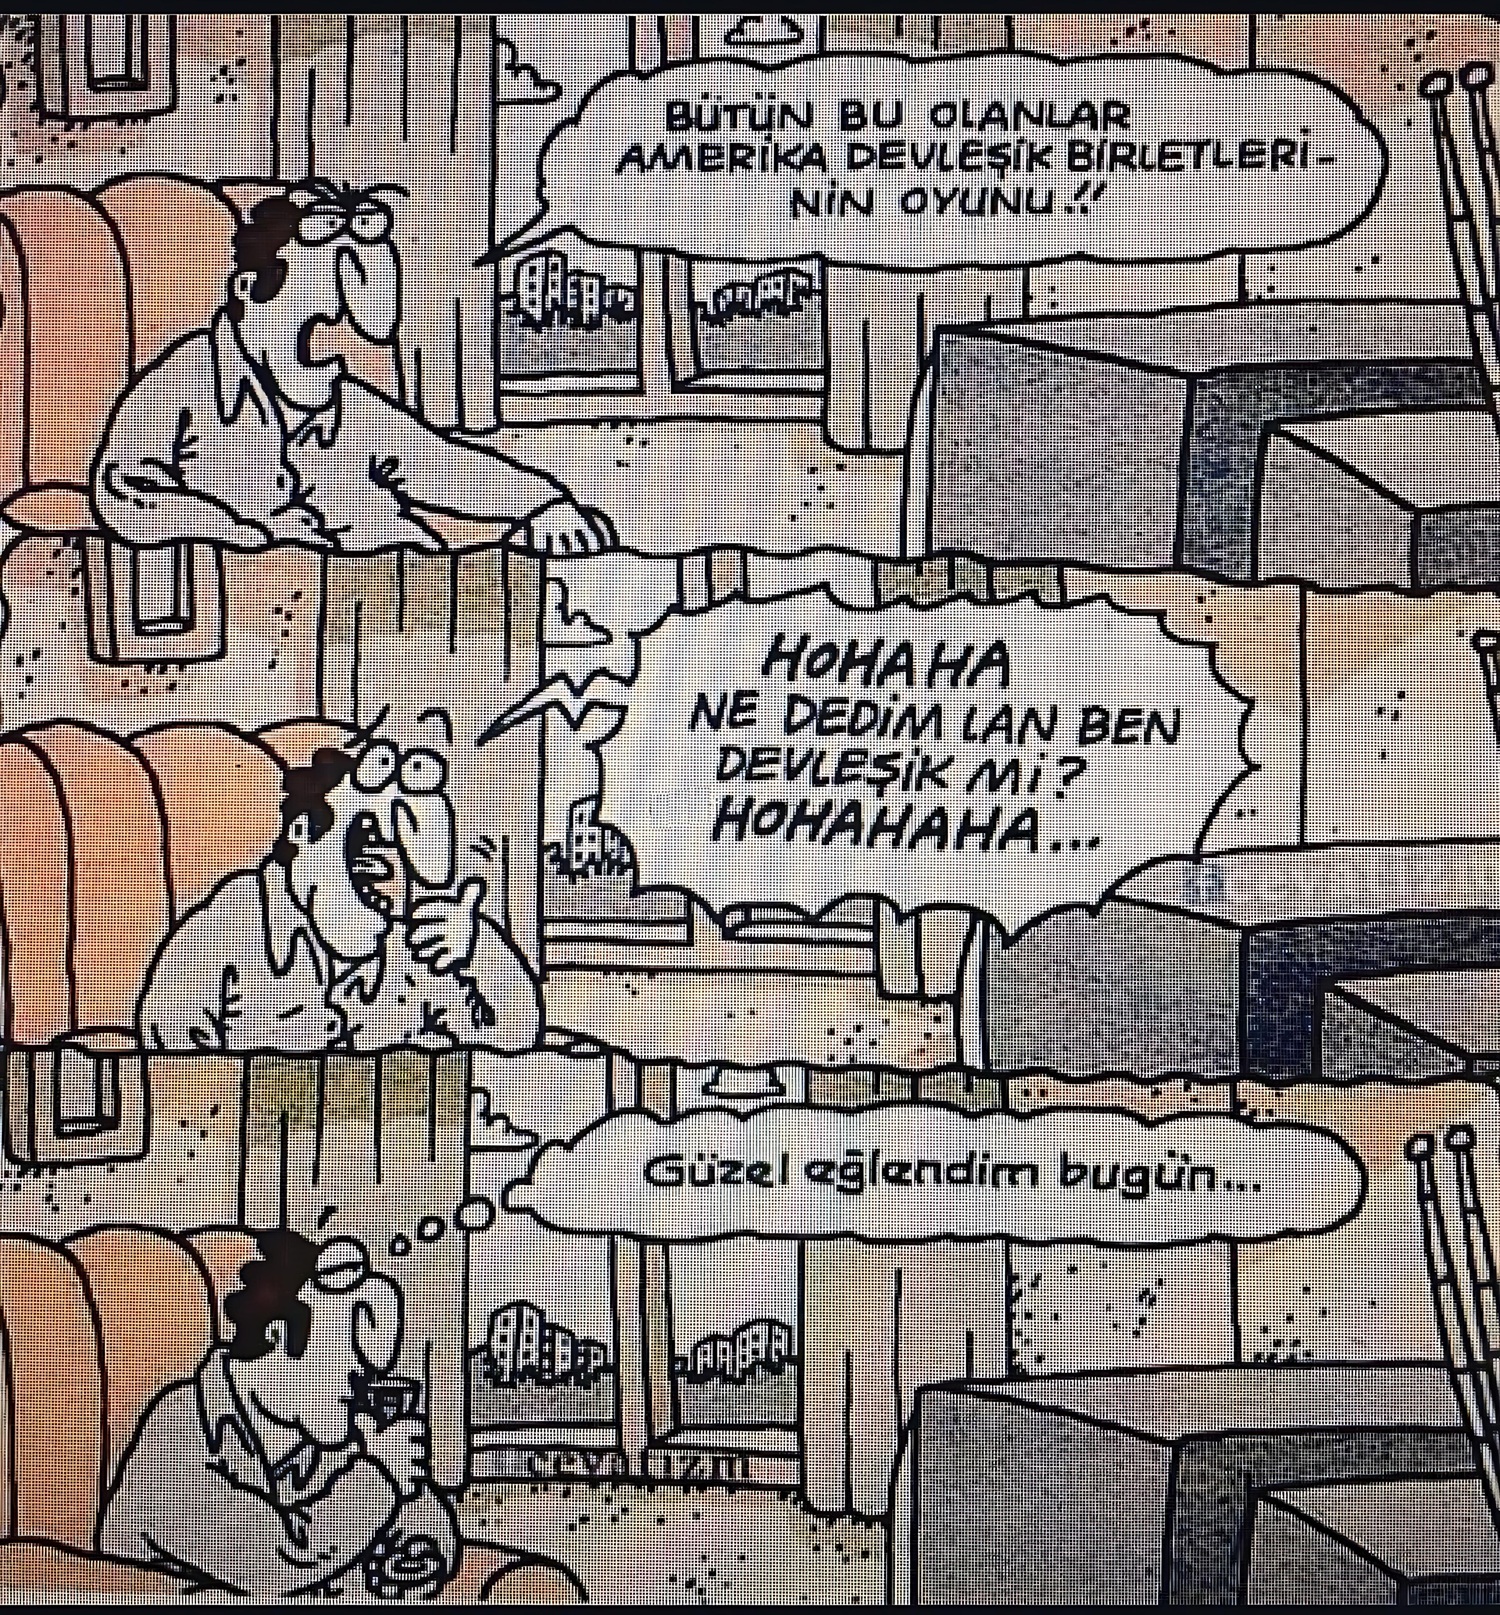 BÜTÜN BU OLANLAR
AMERİKA DEVLEŞİK BİRLETLERİ-
NİN OYUNU!!
HOHAHA
NE DEDİM LAN BEN
DEVLEŞİK Mİ?
HOHAHAHA...
Güzel eğlendim bugün...